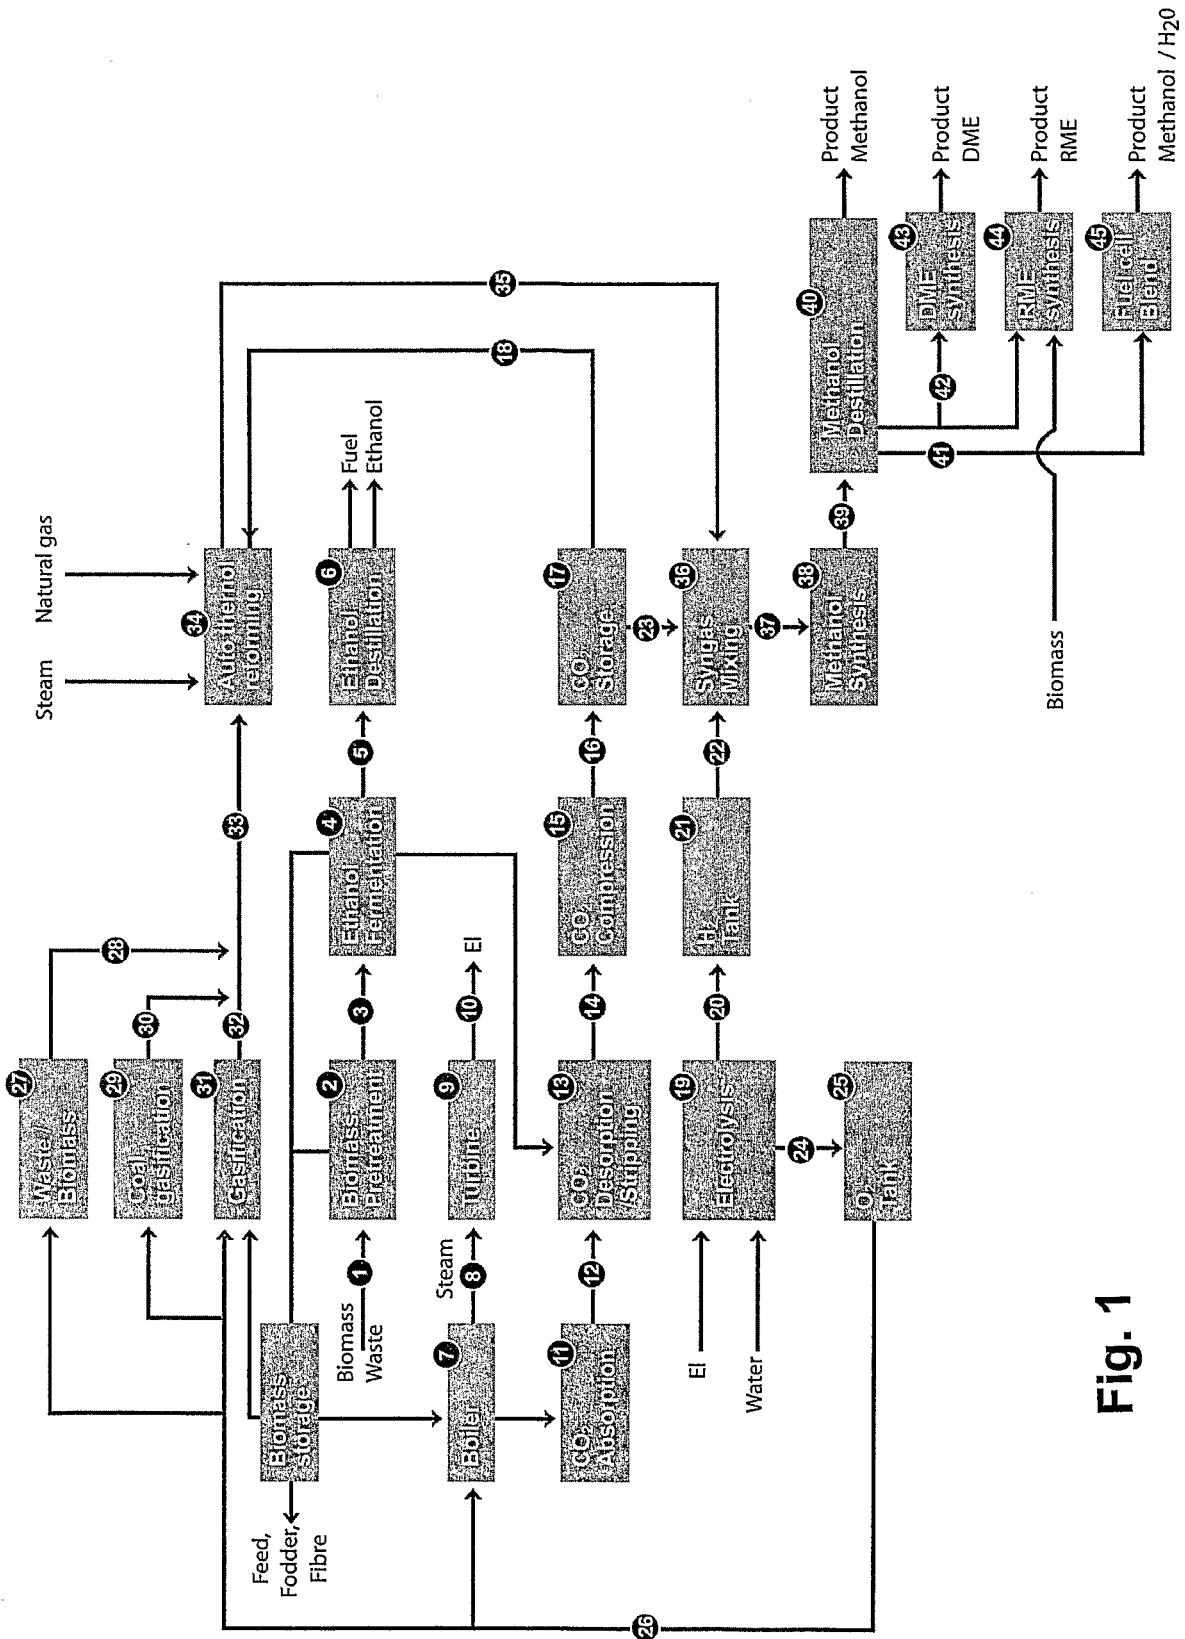 27
Waste/
Biomass
28
Steam
Natural gas
29
Coal
gasification
30
31
Gasification
32
33
34
Auto thermol
reforming
Feed,
Fodder,
Fibre
Biomass
storage
Biomass
Waste
1
2
Biomass
Pretreatment
3
4
Ethanol
Fermentation
5
6
Ethanol
Destillation
Fuel
Ethanol
7
Boiler
Steam
8
9
Turbine
10
El
11
CO2
Absorption
12
13
CO2
Desorption
/Stripping
14
15
CO2
Compression
16
17
CO2
Storage
18
35
26
El
Water
19
Electrolysis
20
21
H2
Tank
22
23
36
Syngas
Mixing
24
37
25
O2
Tank
38
Methanol
Synthesis
39
40
Methanol
Destillation
Product
Methanol
41
42
43
DME
synthesis
Product
DME
44
RME
synthesis
Product
RME
Biomass
45
Fuel cell
Blend
Product
Methanol / H20
Fig. 1